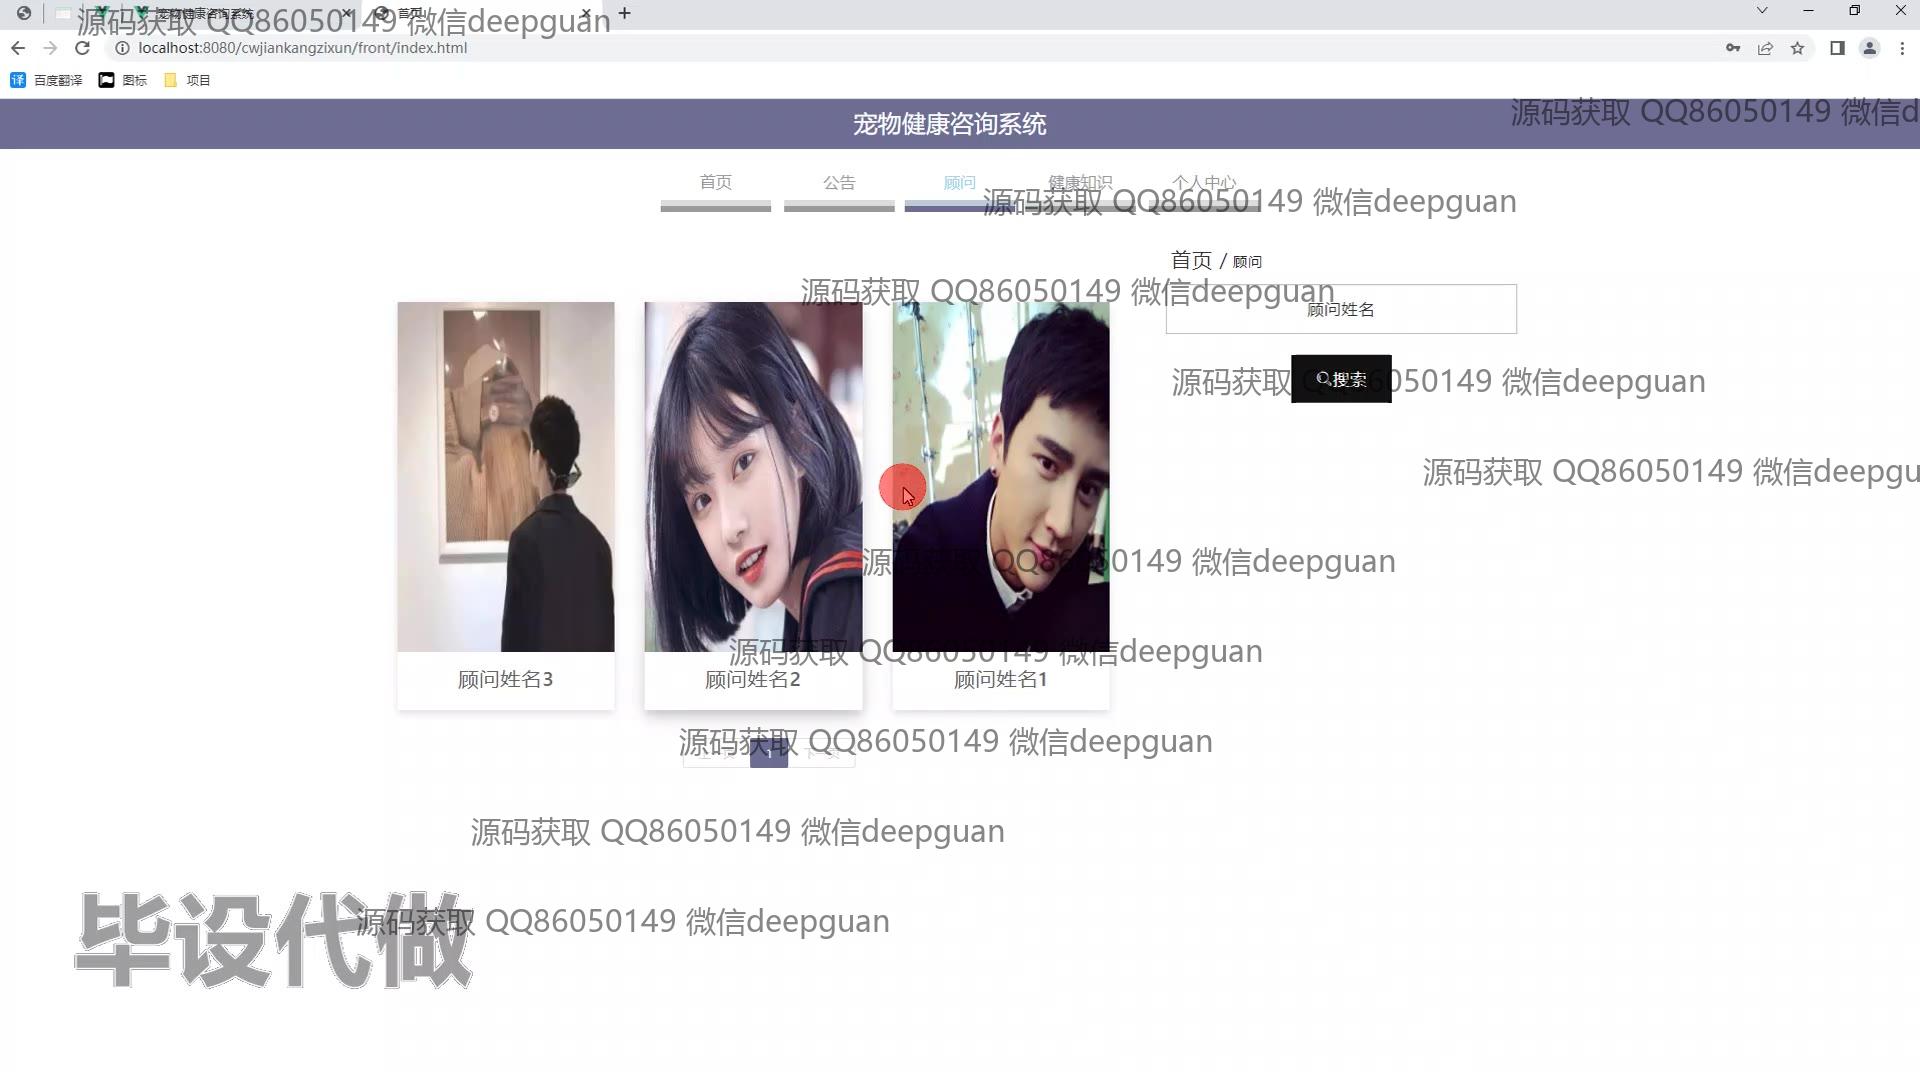 宠物健康咨询系统
首页
源码获取 QQ86050149 微信deepguan
localhost:8080/cwjiankangzixun/front/index.html
百度翻译
图标
项目
宠物健康咨询系统
源码获取 QQ86050149 微信d
首页
公告
顾问
健康知识
个人中心
源码获取 QQ86050149 微信deepguan
首页 / 顾问
源码获取 QQ86050149 微信deepguan
顾问姓名
搜索
源码获取 050149 微信deepguan
源码获取 QQ86050149 微信deepgu
源码获取 QQ86050149 微信deepguan
源码获取 QQ86050149 微信deepguan
顾问姓名3
顾问姓名2
顾问姓名1
源码获取 QQ86050149 微信deepguan
1
源码获取 QQ86050149 微信deepguan
毕设代做
源码获取 QQ86050149 微信deepguan